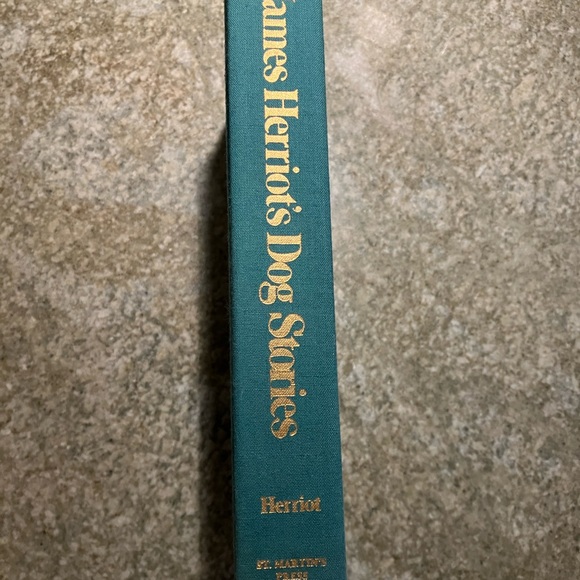 James Herriot's Dog Stories
Herriot
ST. MARTIN'S
PRESS